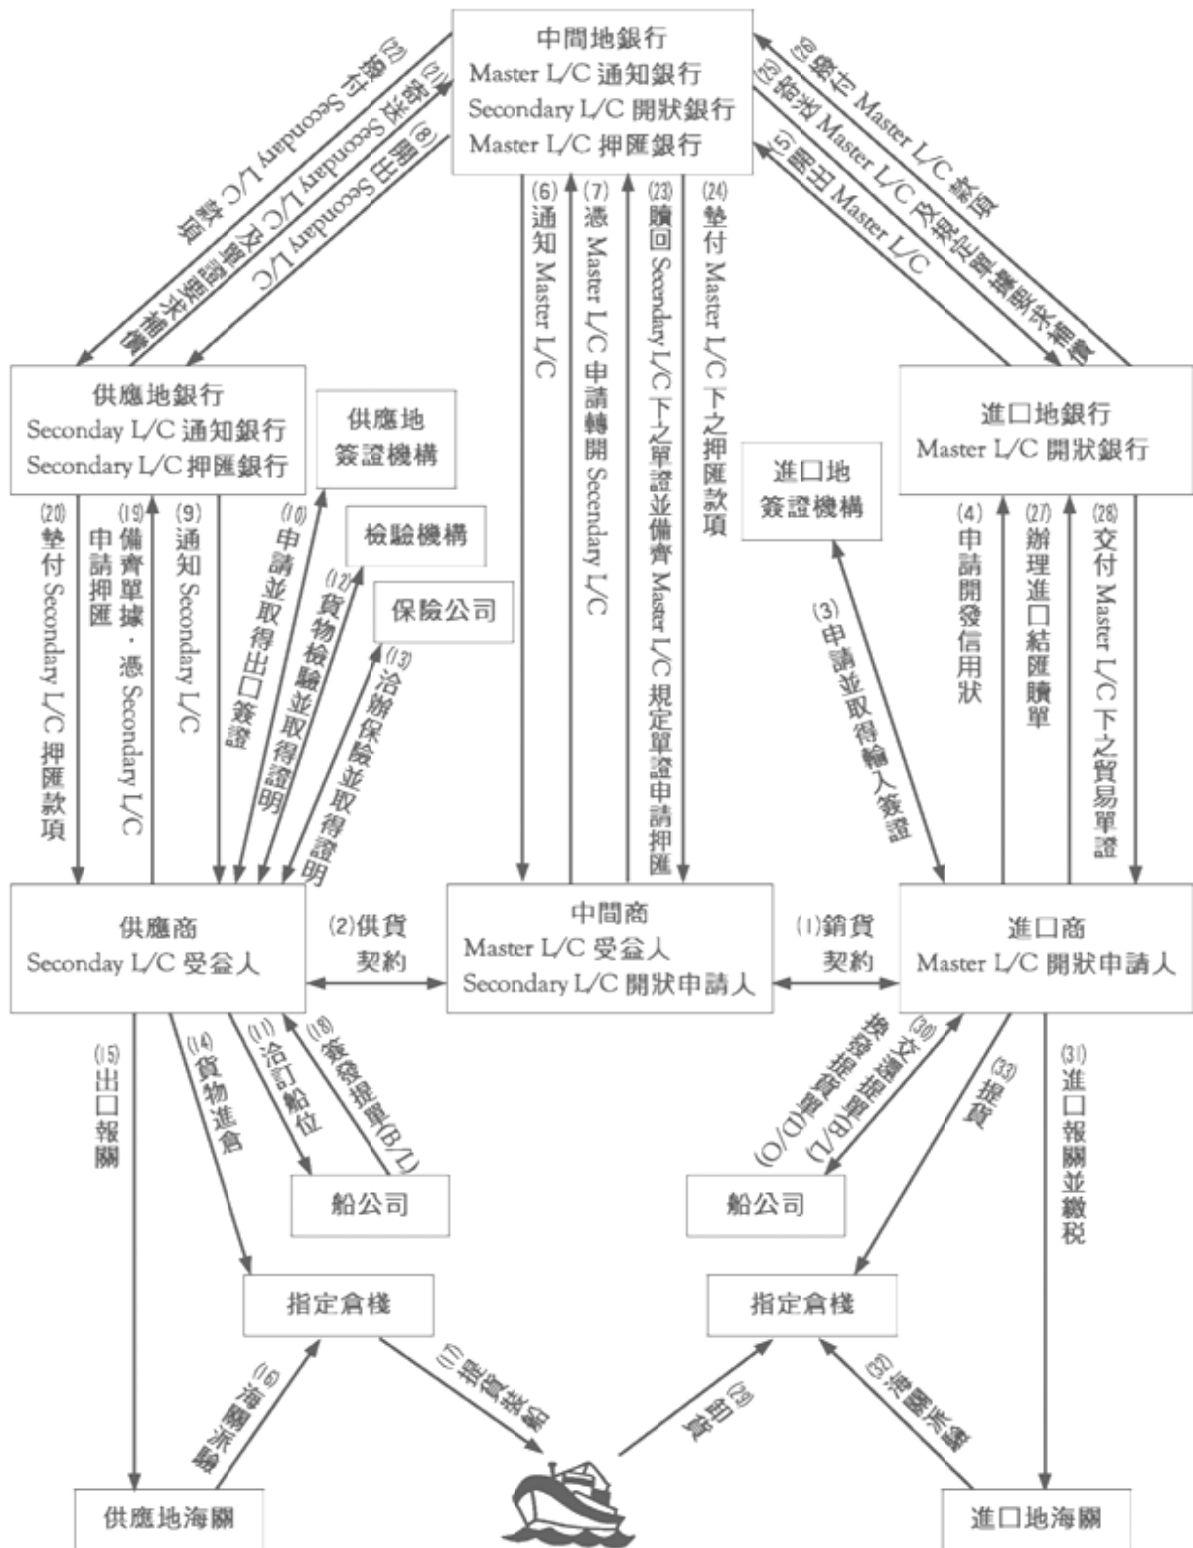 中間地銀行
Master L/C 通知銀行
Secondary L/C 開狀銀行
Master L/C 押匯銀行
(22)撥付 Secondary L/C 款項
(21)寄送 Secondary L/C 及單證要求補償
(8)開出 Secondary L/C
(6)通知 Master L/C
(7)憑 Master L/C 申請轉開 Secendary L/C
(23)贖回 Secendary L/C 下之單證並備齊 Master L/C 規定單證申請押匯
(24)墊付 Master L/C 下之押匯款項
(5)開出 Master L/C
(25)寄送 Master L/C 及規定單據要求補償
(26)撥付 Master L/C 款項
供應地銀行
Seconday L/C 通知銀行
Secondary L/C 押匯銀行
供應地
簽證機構
檢驗機構
保險公司
進口地
簽證機構
進口地銀行
Master L/C 開狀銀行
(20)墊付 Secondary L/C 押匯款項
(19)備齊單據．憑 Secondary L/C
申請押匯
(9)通知 Secondary L/C
(10)申請並取得出口簽證
(12)貨物檢驗並取得證明
(13)洽辦保險並取得證明
(3)申請並取得輸入簽證
(4)申請開發信用狀
(27)辦理進口結匯贖單
(28)交付 Master L/C 下之貿易單證
供應商
Seconday L/C 受益人
(2)供貨
契約
中間商
Master L/C 受益人
Secondary L/C 開狀申請人
(1)銷貨
契約
進口商
Master L/C 開狀申請人
(15)出口報關
(14)貨物進倉
(11)洽訂船位
(18)簽發提單(B/L)
(30)交還提單(B/L)
換發提貨單(D/O)
(33)提貨
(31)進口報關並繳稅
船公司
船公司
指定倉棧
指定倉棧
(16)海關派驗
(17)提貨裝船
(29)卸貨
(32)海關派驗
供應地海關
進口地海關